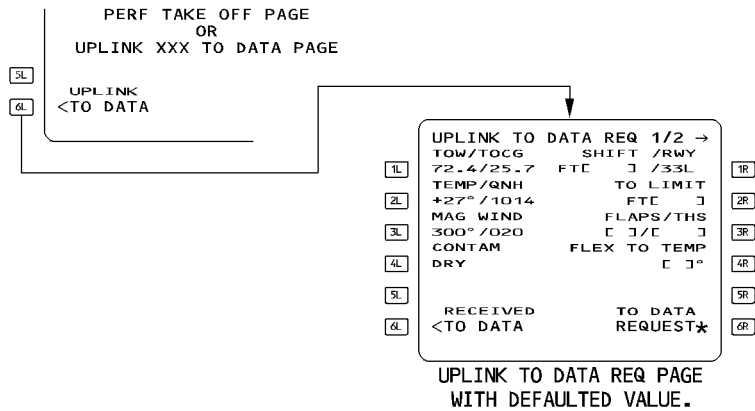 PERF TAKE OFF PAGE
OR
UPLINK XXX TO DATA PAGE
5L
UPLINK
6L <TO DATA
UPLINK TO DATA REQ 1/2 →
TOW/TOCG SHIFT /RWY
1L 72.4/25.7 FT[ ] /33L 1R
TEMP/QNH TO LIMIT
2L +27°/1014 FT[ ] 2R
MAG WIND FLAPS/THS
3L 300°/020 [ ]/[ ] 3R
CONTAM FLEX TO TEMP
4L DRY [ ]° 4R
5L 5R
RECEIVED TO DATA
6L <TO DATA REQUEST* 6R
UPLINK TO DATA REQ PAGE
WITH DEFAULTED VALUE.